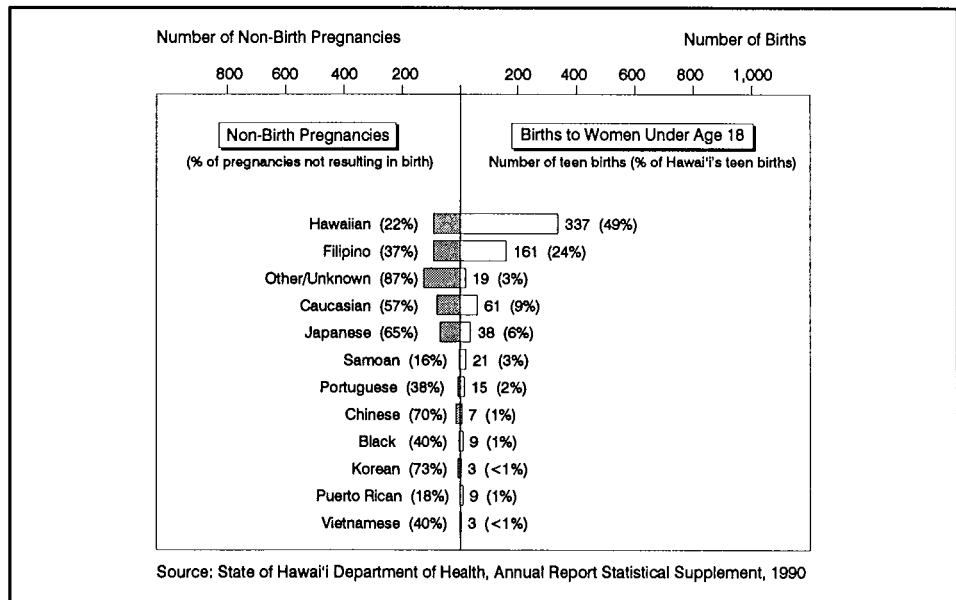 Number of Non-Birth Pregnancies Number of Births
800 600 400 200 200 400 600 800 1,000
Non-Birth Pregnancies Births to Women Under Age 18
(% of pregnancies not resulting in birth) Number of teen births (% of Hawai'i's teen births)
Hawaiian (22%) 337 (49%)
Filipino (37%) 161 (24%)
Other/Unknown (87%) 19 (3%)
Caucasian (57%) 61 (9%)
Japanese (65%) 38 (6%)
Samoan (16%) 21 (3%)
Portuguese (38%) 15 (2%)
Chinese (70%) 7 (1%)
Black (40%) 9 (1%)
Korean (73%) 3 (<1%)
Puerto Rican (18%) 9 (1%)
Vietnamese (40%) 3 (<1%)
Source: State of Hawai'i Department of Health, Annual Report Statistical Supplement, 1990